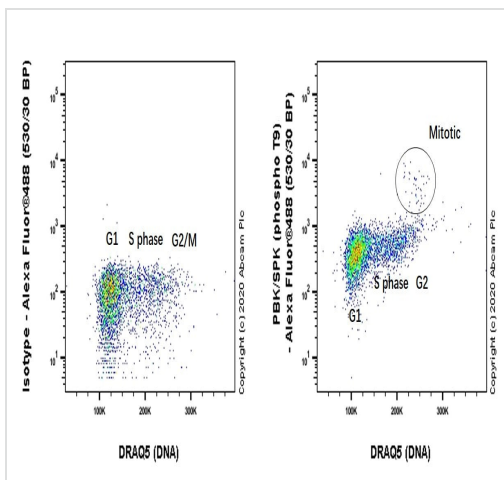 Isotype - Alexa Fluor®488 (530/30 BP)
10⁵
10⁴
10³
10²
10¹
G1 S phase G2/M
100K 200K 300K
DRAQ5 (DNA)
Copyright (c) 2020 Abcam Plc
PBK/SPK (phospho T9)
- Alexa Fluor®488 (530/30 BP)
10⁵
10⁴
10³
10²
10¹
Mitotic
S phase G2
G1
100K 200K 300K
DRAQ5 (DNA)
Copyright (c) 2020 Abcam Plc